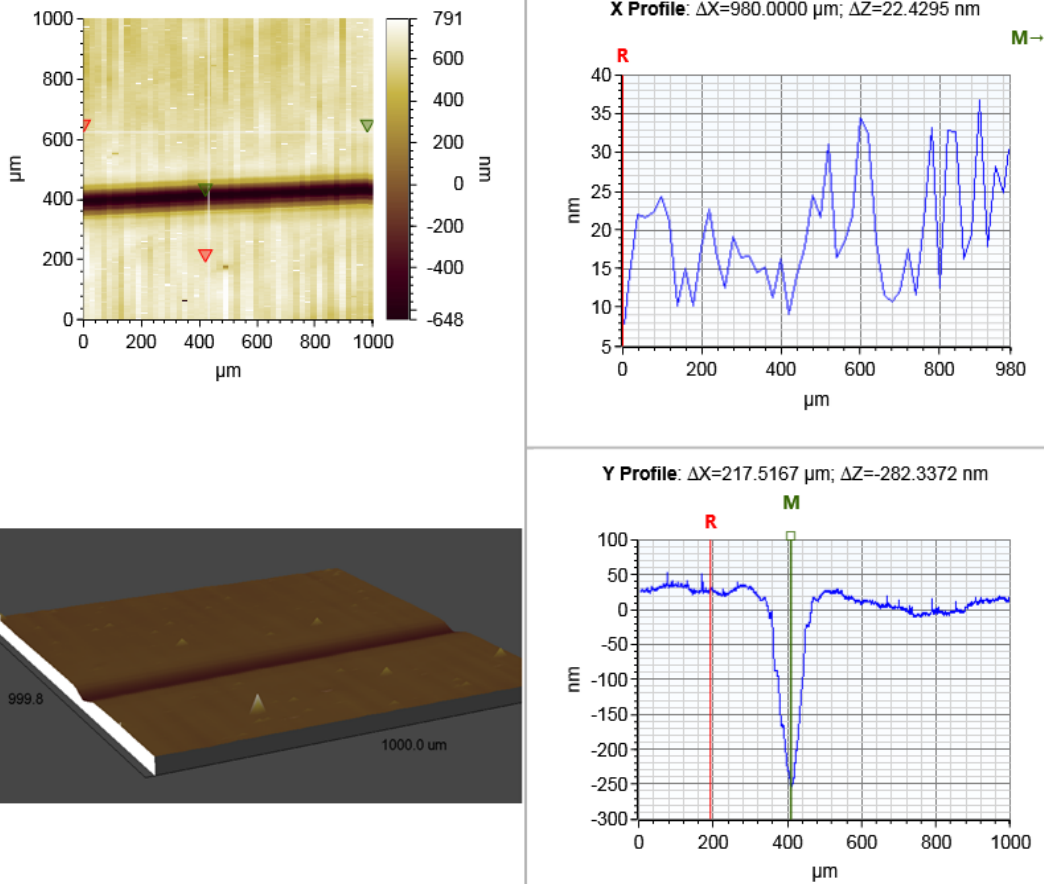 1000
800
600
400
200
0
µm
0 200 400 600 800 1000
µm
791
600
400
200
0
-200
-400
-648
nm
X Profile: ΔX=980.0000 µm; ΔZ=22.4295 nm
M→
R
40
35
30
25
20
15
10
5
nm
0 200 400 600 800 980
µm
999.8
1000.0 um
Y Profile: ΔX=217.5167 µm; ΔZ=-282.3372 nm
M
R
100
50
0
-50
-100
-150
-200
-250
-300
nm
0 200 400 600 800 1000
µm